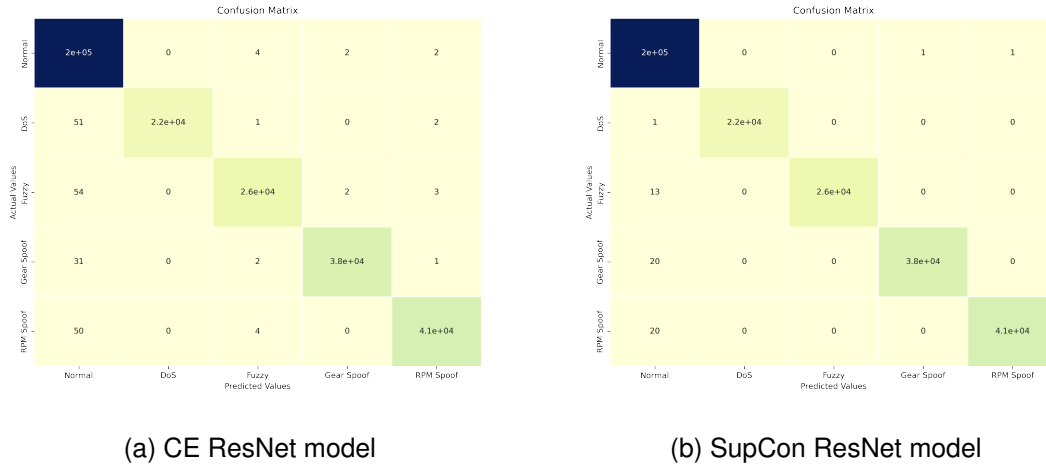 Confusion Matrix
Normal 2e+05 0 4 2 2
DoS 51 2.2e+04 1 0 2
Fuzzy 54 0 2.6e+04 2 3
Gear Spoof 31 0 2 3.8e+04 1
RPM Spoof 50 0 4 0 4.1e+04
Actual Values
Normal DoS Fuzzy Gear Spoof RPM Spoof
Predicted Values
(a) CE ResNet model
Confusion Matrix
Normal 2e+05 0 0 1 1
DoS 1 2.2e+04 0 0 0
Fuzzy 13 0 2.6e+04 0 0
Gear Spoof 20 0 0 3.8e+04 0
RPM Spoof 20 0 0 0 4.1e+04
Actual Values
Normal DoS Fuzzy Gear Spoof RPM Spoof
Predicted Values
(b) SupCon ResNet model